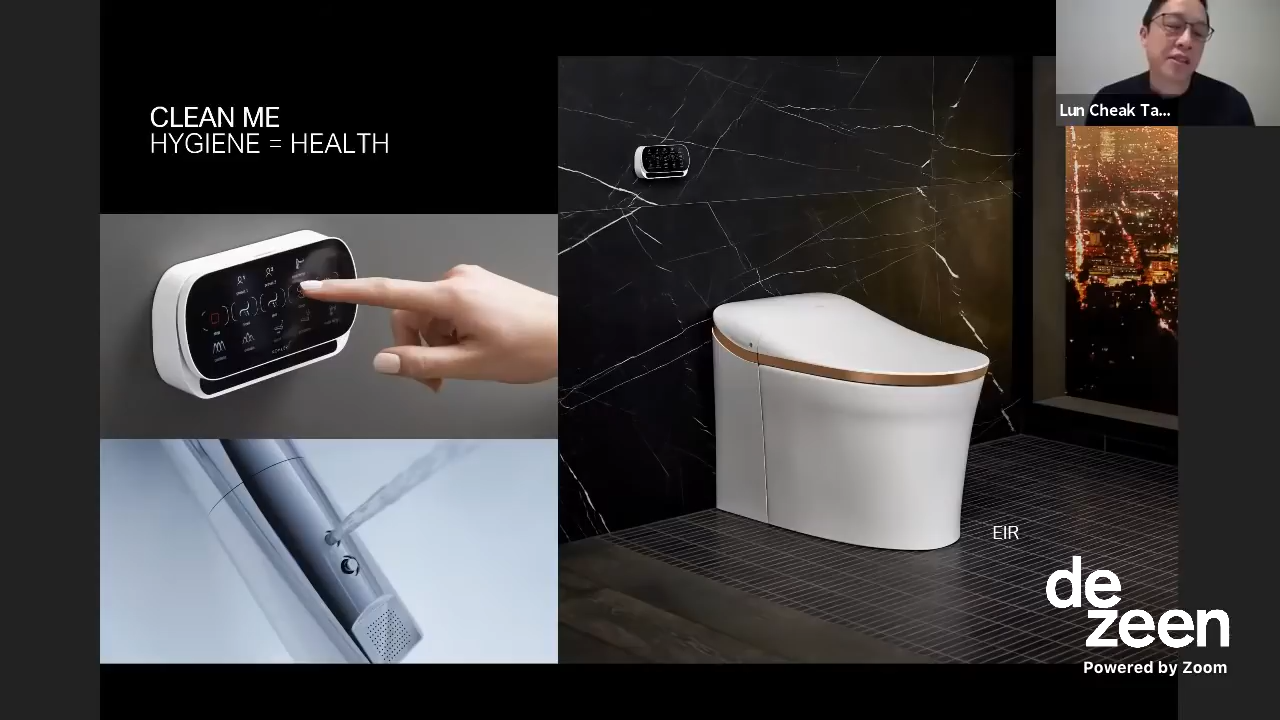 CLEAN ME
HYGIENE = HEALTH
Lun Cheak Ta...
EIR
de
zeen
Powered by Zoom